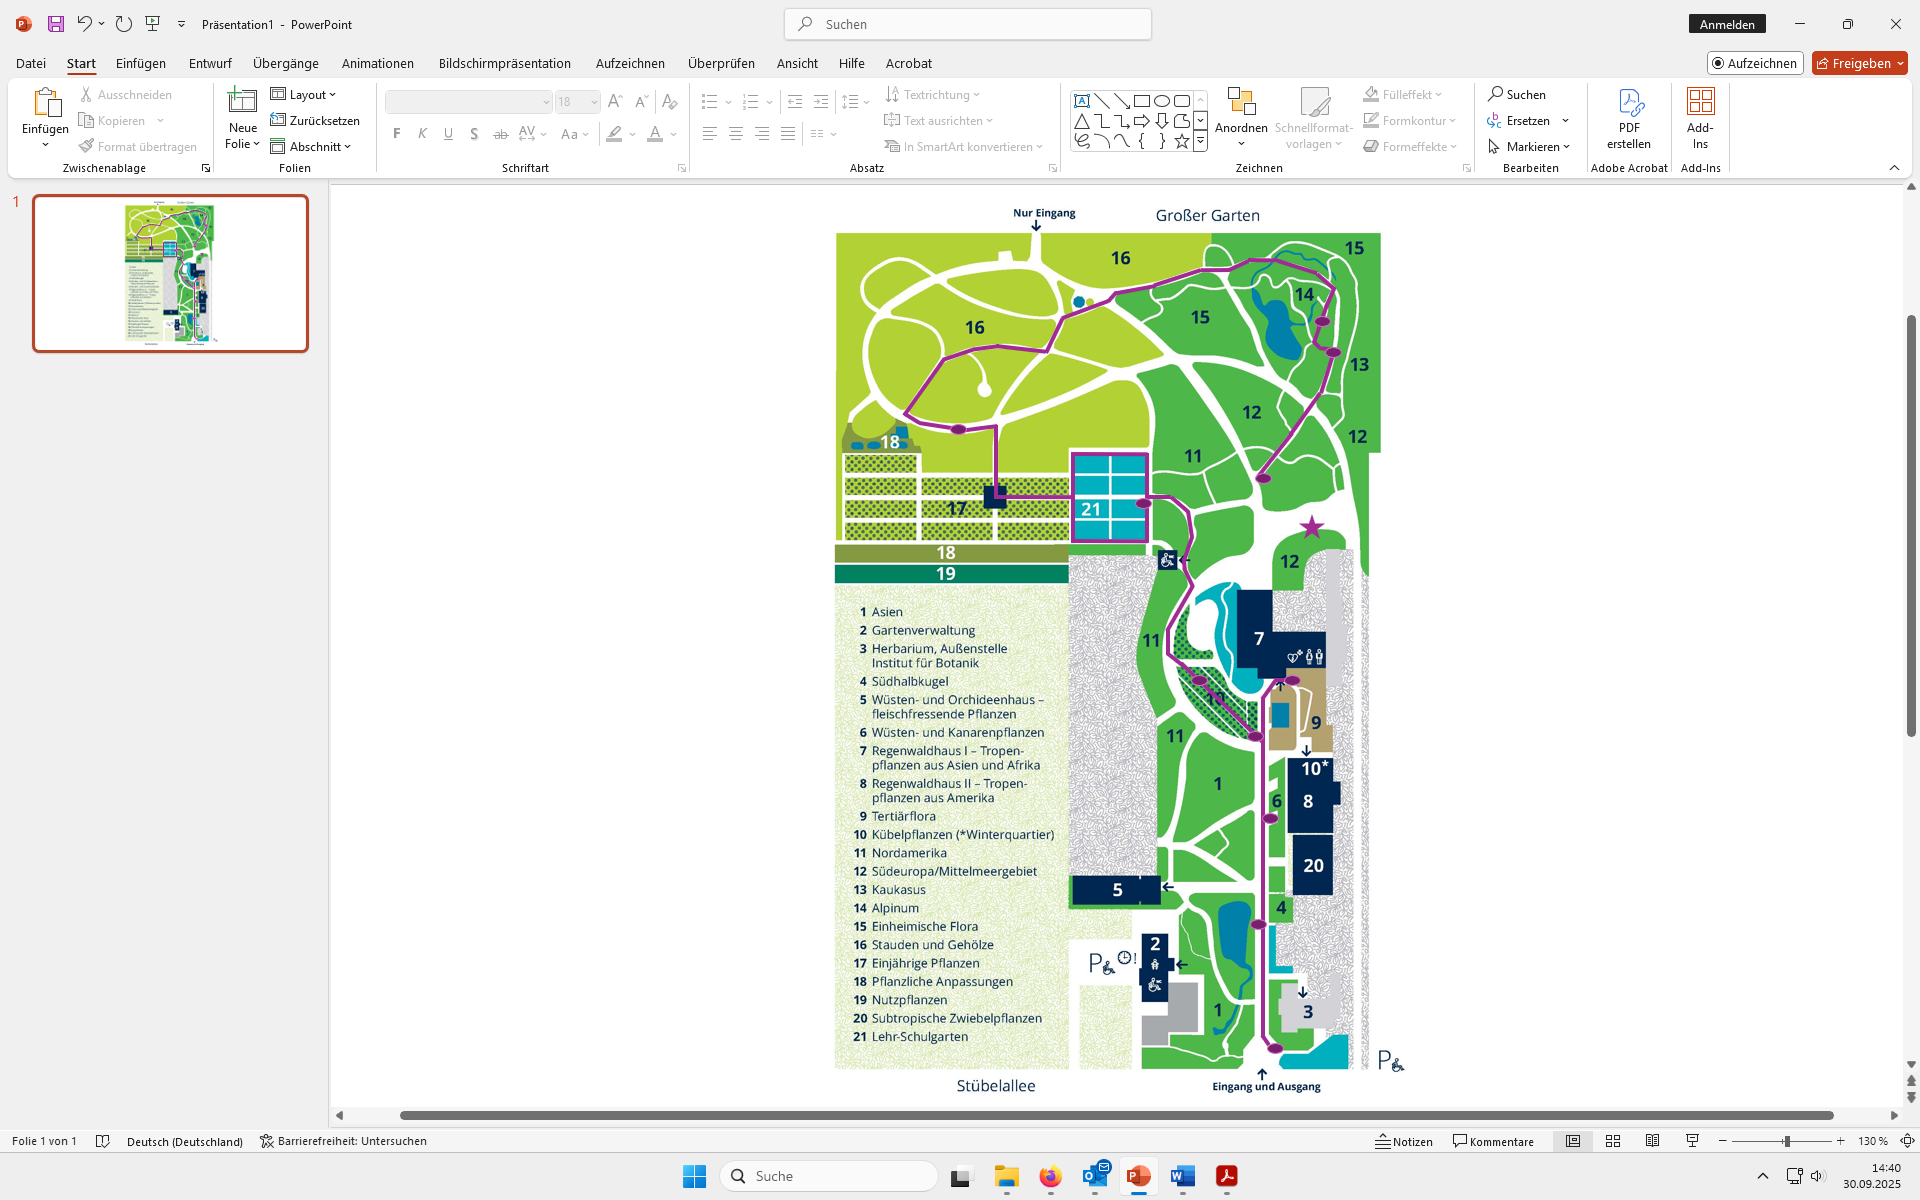 Präsentation1 - PowerPoint
Suchen
Anmelden
Datei Start Einfügen Entwurf Übergänge Animationen Bildschirmpräsentation Aufzeichnen Überprüfen Ansicht Hilfe Acrobat
Aufzeichnen Freigeben
Einfügen
Ausschneiden
Kopieren
Format übertragen
Zwischenablage
Neue Folie
Layout
Zurücksetzen
Abschnitt
Folien
18
F K U S ab AV Aa A
Schriftart
Textrichtung
Text ausrichten
In SmartArt konvertieren
Absatz
Anordnen
Schnellformat-
vorlagen
Fülleffekt
Formkontur
Formeffekte
Zeichnen
Suchen
Ersetzen
Markieren
Bearbeiten
PDF
erstellen
Adobe Acrobat
Add-
Ins
Add-Ins
1
Nur Eingang
Großer Garten
16
15
14
15
16
13
12
12
18
11
17
21
18
12
19
11
7
10
9
11
10*
1
6
8
20
5
4
2
P
1
3
P
1 Asien
2 Gartenverwaltung
3 Herbarium, Außenstelle
Institut für Botanik
4 Südhalbkugel
5 Wüsten- und Orchideenhaus –
fleischfressende Pflanzen
6 Wüsten- und Kanarenpflanzen
7 Regenwaldhaus I – Tropen-
pflanzen aus Asien und Afrika
8 Regenwaldhaus II – Tropen-
pflanzen aus Amerika
9 Tertiärflora
10 Kübelpflanzen (*Winterquartier)
11 Nordamerika
12 Südeuropa/Mittelmeergebiet
13 Kaukasus
14 Alpinum
15 Einheimische Flora
16 Stauden und Gehölze
17 Einjährige Pflanzen
18 Pflanzliche Anpassungen
19 Nutzpflanzen
20 Subtropische Zwiebelpflanzen
21 Lehr-Schulgarten
Stübelallee
Eingang und Ausgang
Folie 1 von 1
Deutsch (Deutschland)
Barrierefreiheit: Untersuchen
Notizen
Kommentare
130 %
Suche
14:40
30.09.2025